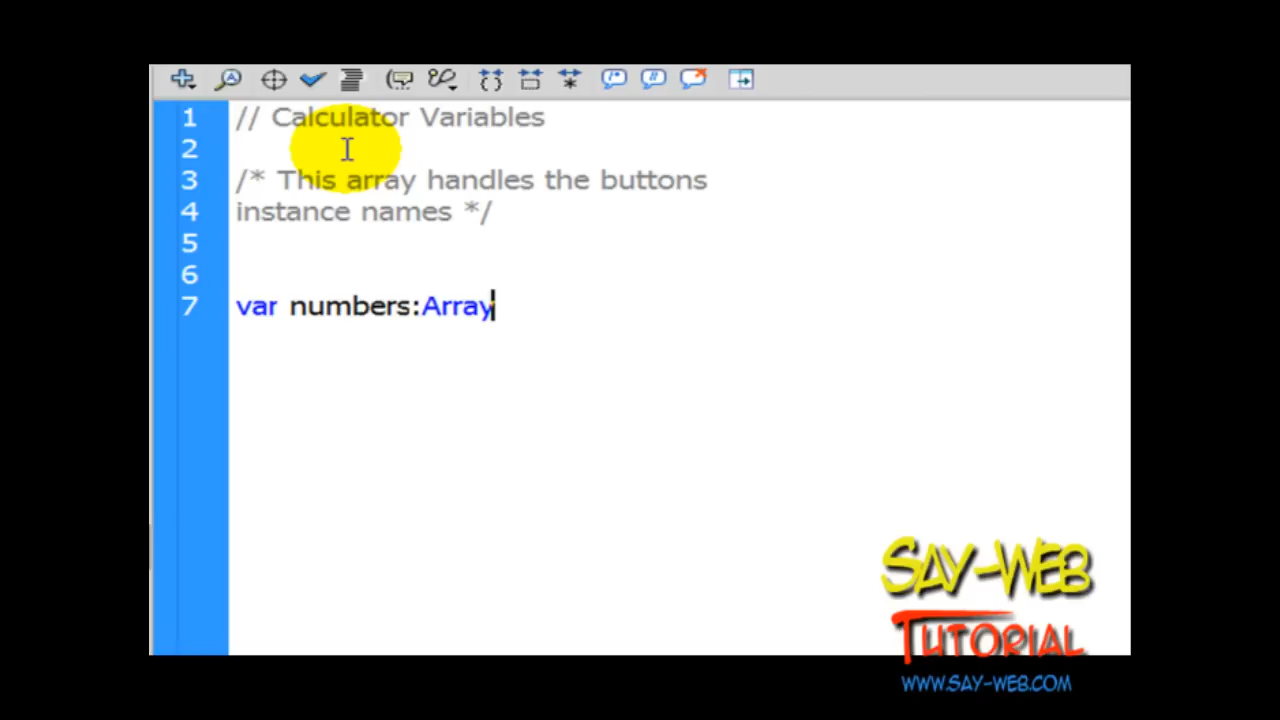 1 // Calculator Variables
2
3 /* This array handles the buttons
4 instance names */
5
6
7 var numbers:Array
SAY-WEB
TUTORIAL
WWW.SAY-WEB.COM